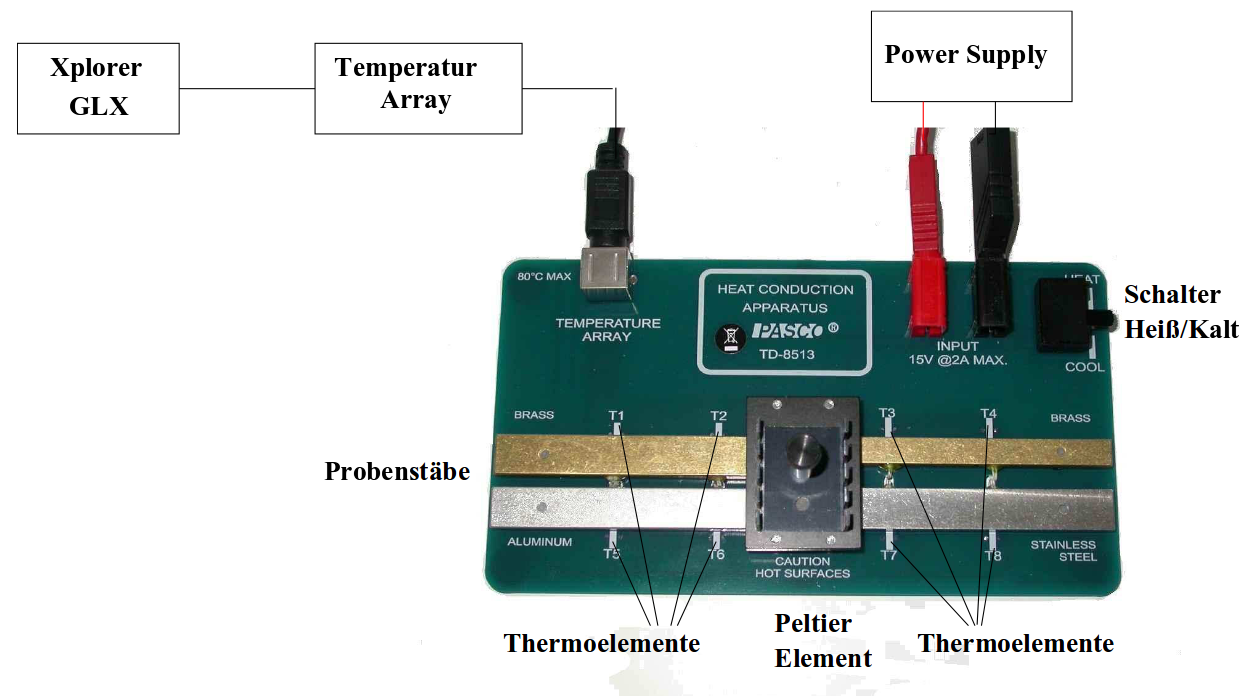 Xplorer
GLX
Temperatur
Array
Power Supply
80°C MAX
TEMPERATURE
ARRAY
HEAT CONDUCTION
APPARATUS
PASCO ®
TD-8513
INPUT
15V @2A MAX.
HEAT
COOL
Schalter
Heiß/Kalt
BRASS
T1
T2
T3
T4
BRASS
Probenstäbe
ALUMINUM
T5
T6
T7
T8
STAINLESS
STEEL
CAUTION
HOT SURFACES
Thermoelemente
Peltier
Element
Thermoelemente